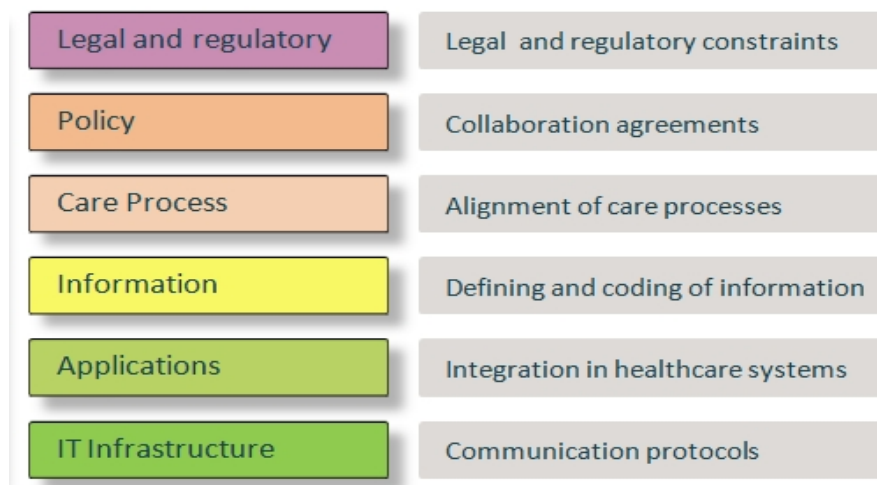 Legal and regulatory
Legal and regulatory constraints
Policy
Collaboration agreements
Care Process
Alignment of care processes
Information
Defining and coding of information
Applications
Integration in healthcare systems
IT Infrastructure
Communication protocols